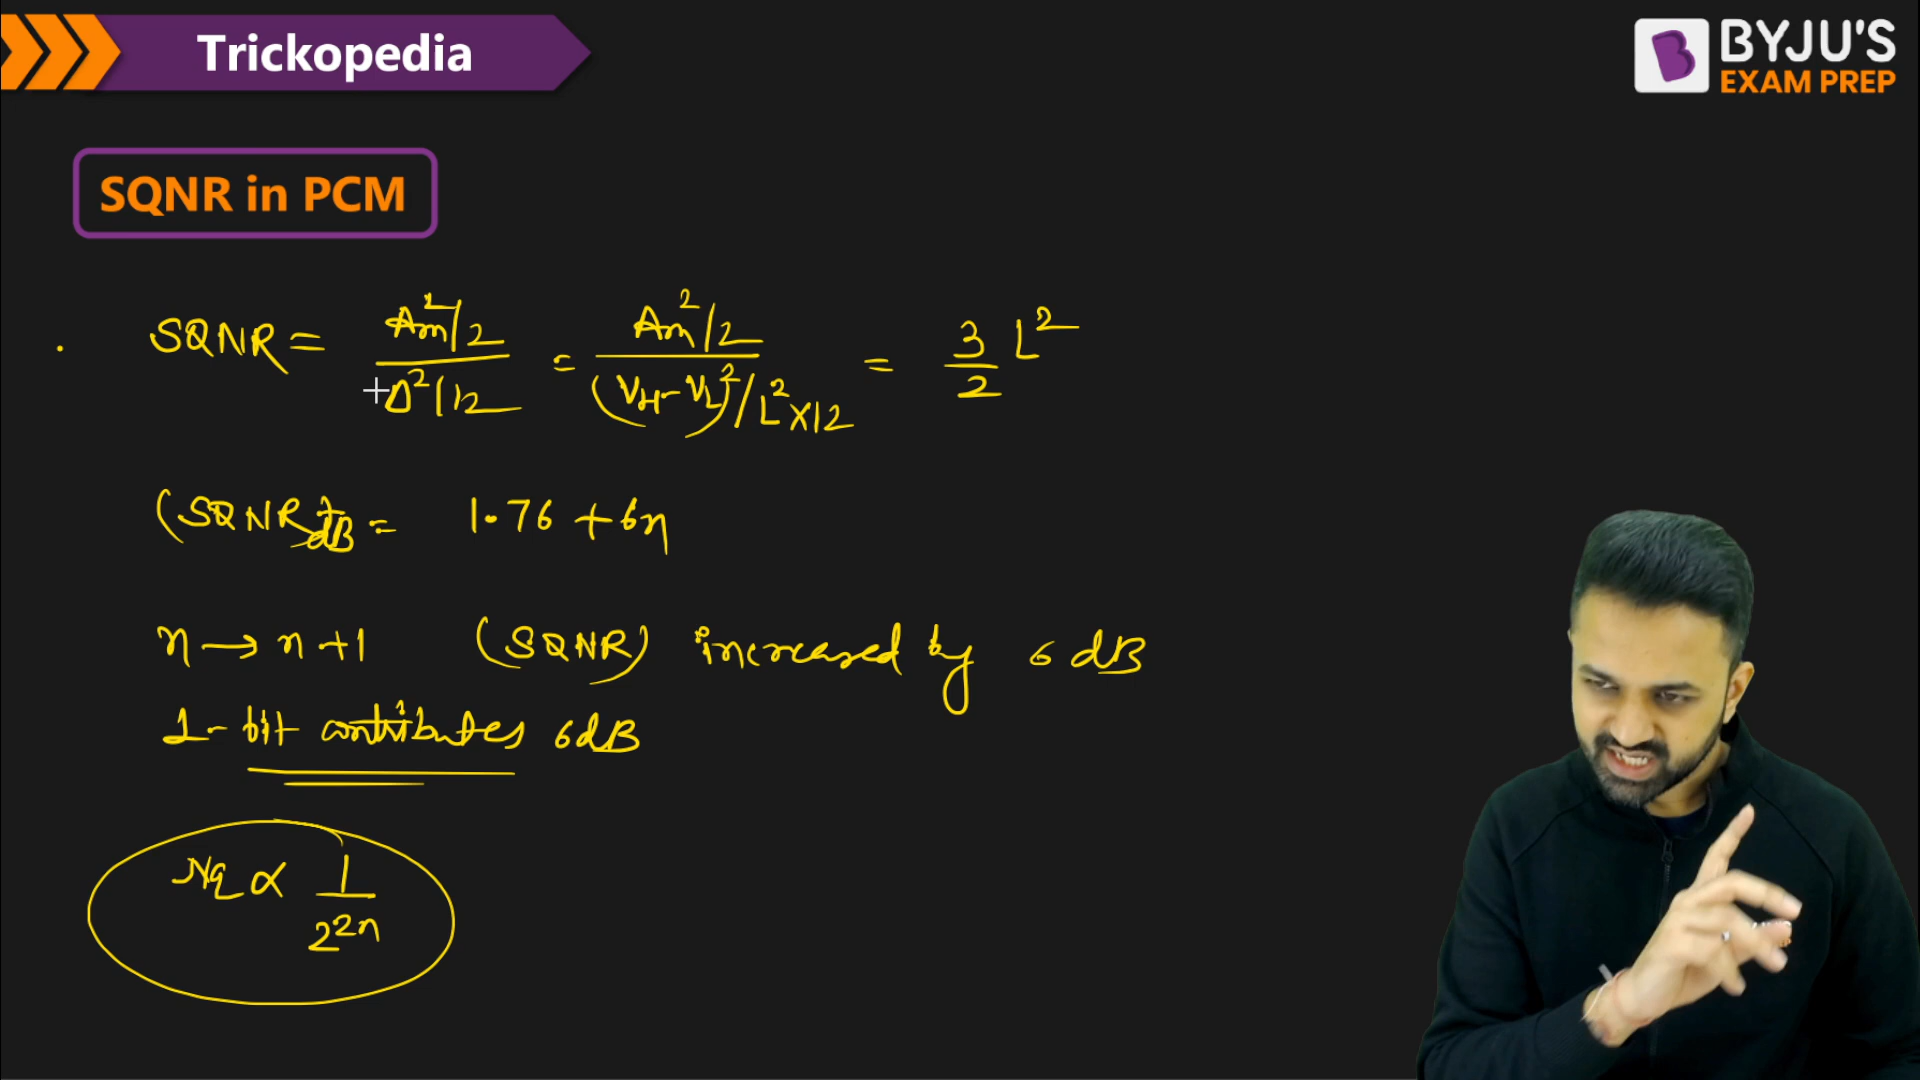 Trickopedia
BYJU'S
EXAM PREP
SQNR in PCM
. SQNR = (Am²/2)/(Δ²/12) = (Am²/2)/((VH-VL)²/L²×12) = 3/2 L²
(SQNR)dB = 1.76 + 6n
n → n+1 (SQNR) increased by 6 dB
1-bit contributes 6dB
Nq ∝ 1/2²ⁿ